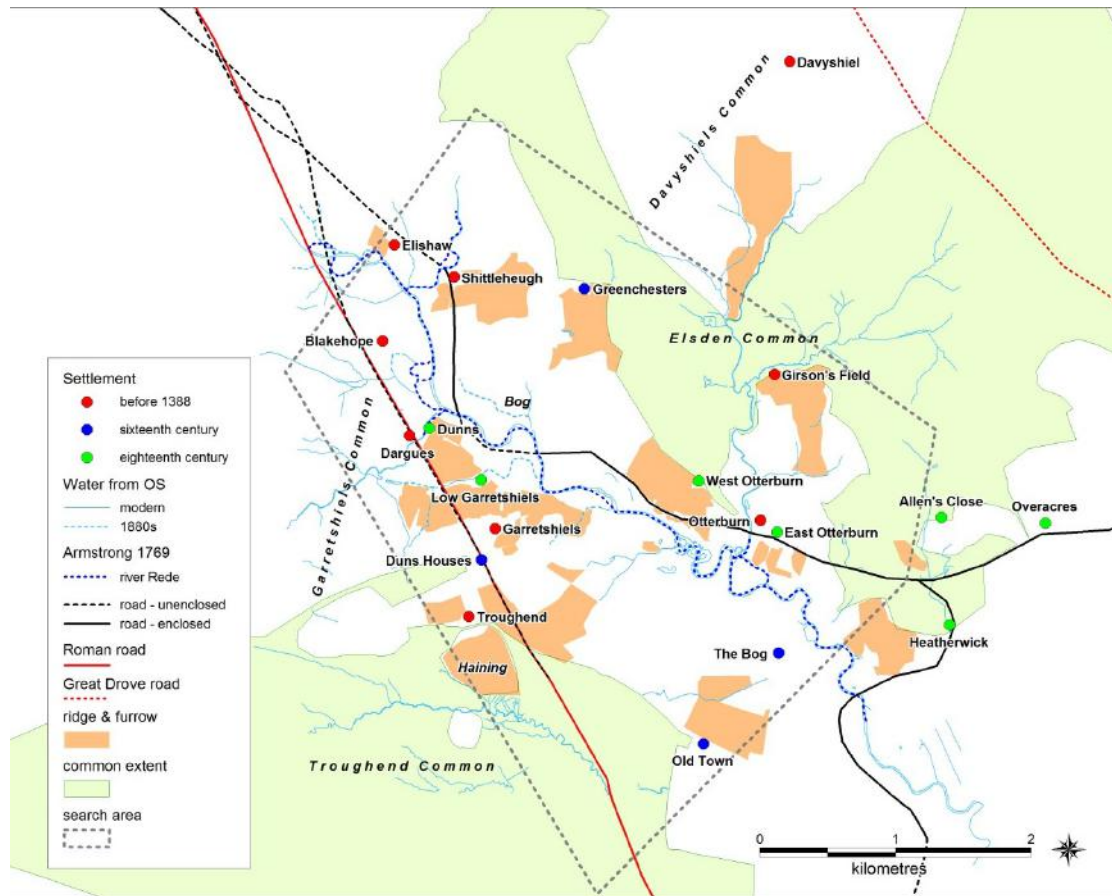 Davyshiel
Davyshiels Common
Elishaw
Shittleheugh
Greenchesters
Blakehope
Elsden Common
Girson's Field
Bog
Dunns
Dargues
Garretshiels Common
Low Garretshiels
West Otterburn
Otterburn
East Otterburn
Allen's Close
Overacres
Garretshiels
Duns Houses
Troughend
Haining
The Bog
Heatherwick
Old Town
Troughend Common
Settlement
before 1388
sixteenth century
eighteenth century
Water from OS
modern
1880s
Armstrong 1769
river Rede
road - unenclosed
road - enclosed
Roman road
Great Drove road
ridge & furrow
common extent
search area
0 1 2
kilometres